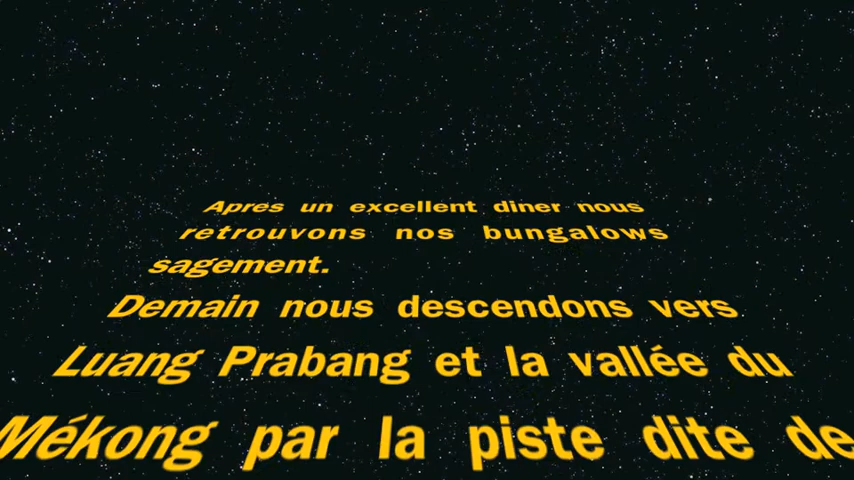 Apres un excellent diner nous
retrouvons nos bungalows
sagement.
Demain nous descendons vers
Luang Prabang et la vallée du
Mékong par la piste dite de